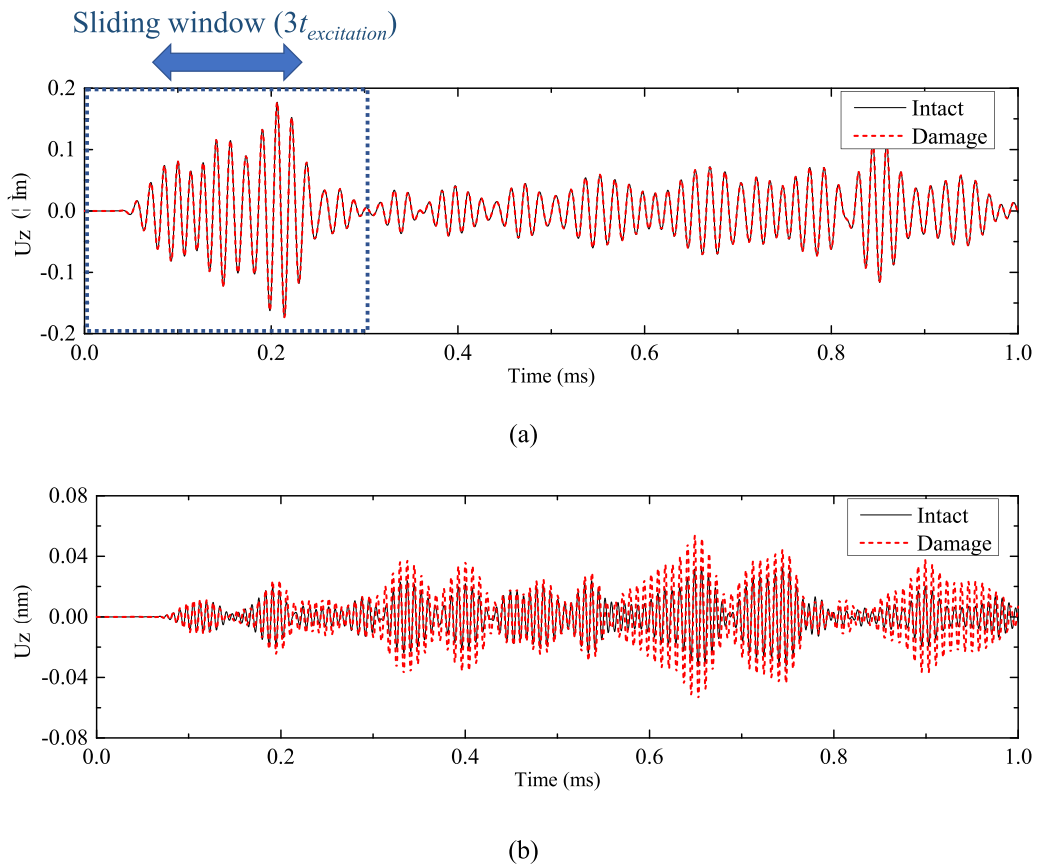 Sliding window (3t_excitation)
Intact
Damage
0.2
0.1
0.0
-0.1
-0.2
Uz (¦Ìm)
0.0 0.2 0.4 0.6 0.8 1.0
Time (ms)
(a)
Intact
Damage
0.08
0.04
0.00
-0.04
-0.08
Uz (nm)
0.0 0.2 0.4 0.6 0.8 1.0
Time (ms)
(b)